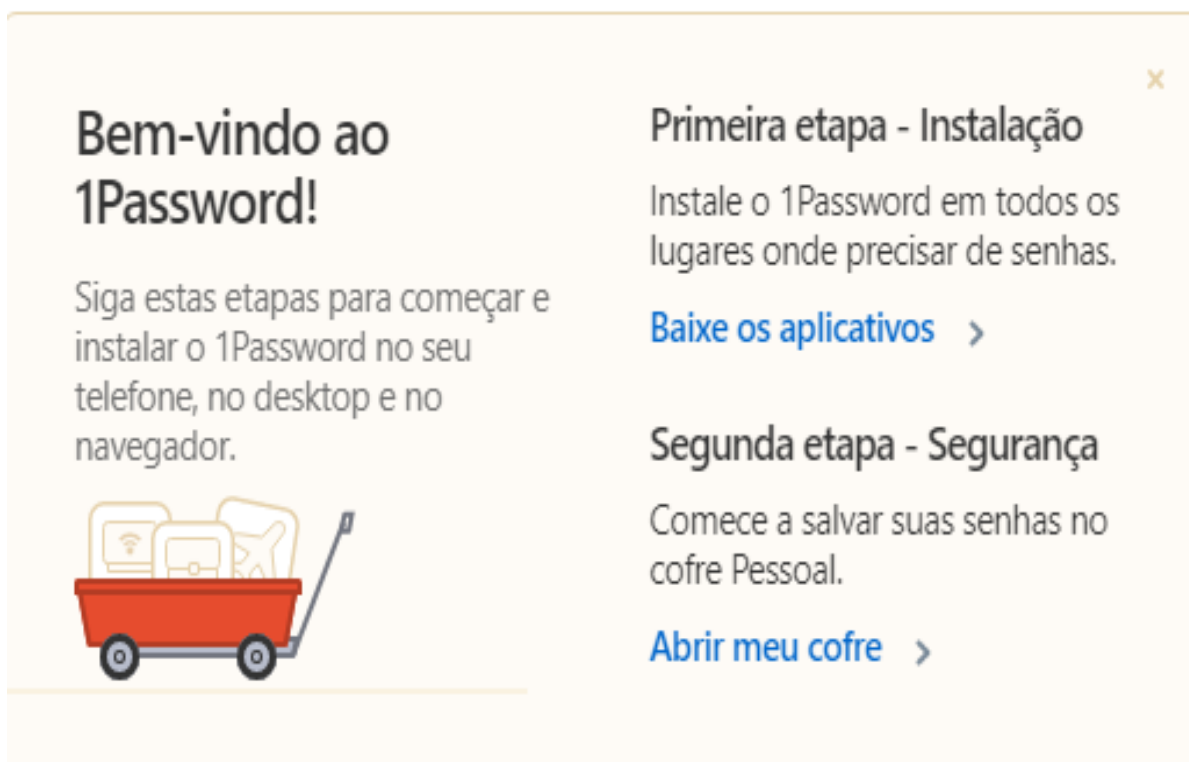 Bem-vindo ao
1Password!
Siga estas etapas para começar e
instalar o 1Password no seu
telefone, no desktop e no
navegador.
Primeira etapa - Instalação
Instale o 1Password em todos os
lugares onde precisar de senhas.
Baixe os aplicativos
Segunda etapa - Segurança
Comece a salvar suas senhas no
cofre Pessoal.
Abrir meu cofre